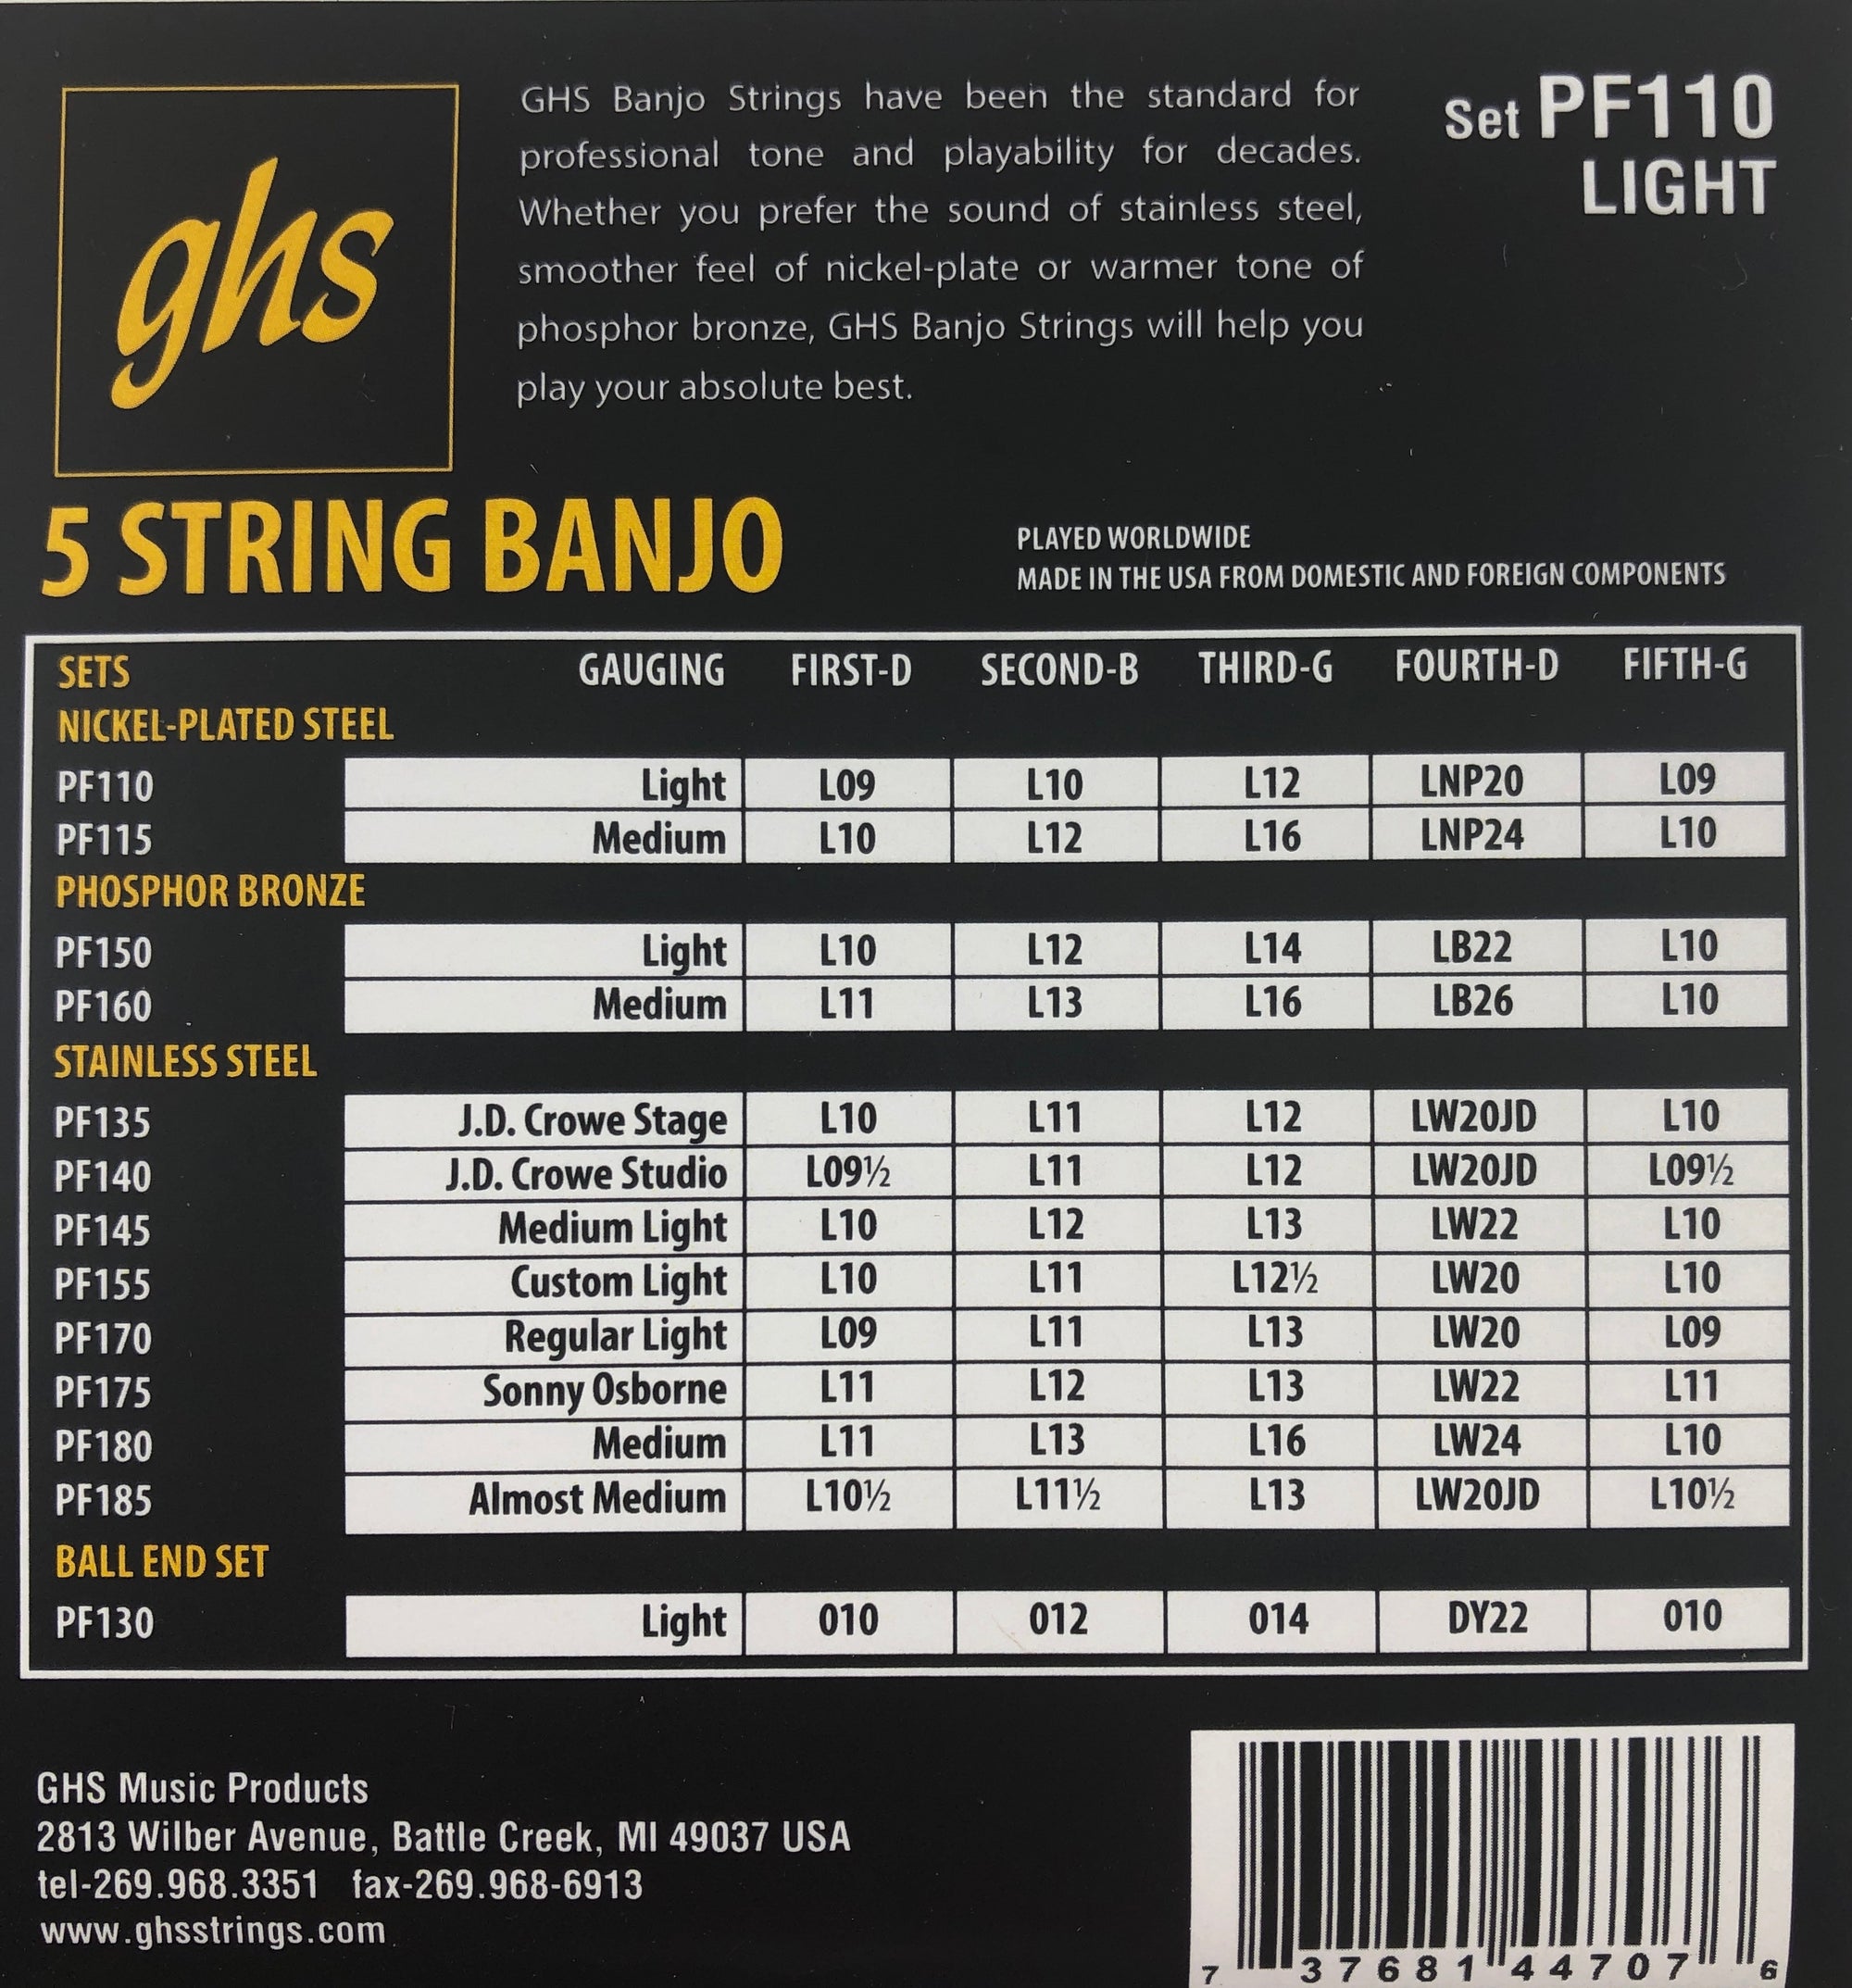 ghs
GHS Banjo Strings have been the standard for
professional tone and playability for decades.
Whether you prefer the sound of stainless steel,
smoother feel of nickel-plate or warmer tone of
phosphor bronze, GHS Banjo Strings will help you
play your absolute best.
Set PF110
LIGHT
5 STRING BANJO
PLAYED WORLDWIDE
MADE IN THE USA FROM DOMESTIC AND FOREIGN COMPONENTS
SETS GAUGING FIRST-D SECOND-B THIRD-G FOURTH-D FIFTH-G
NICKEL-PLATED STEEL
PF110 Light L09 L10 L12 LNP20 L09
PF115 Medium L10 L12 L16 LNP24 L10
PHOSPHOR BRONZE
PF150 Light L10 L12 L14 LB22 L10
PF160 Medium L11 L13 L16 LB26 L10
STAINLESS STEEL
PF135 J.D. Crowe Stage L10 L11 L12 LW20JD L10
PF140 J.D. Crowe Studio L09½ L11 L12 LW20JD L09½
PF145 Medium Light L10 L12 L13 LW22 L10
PF155 Custom Light L10 L11 L12½ LW20 L10
PF170 Regular Light L09 L11 L13 LW20 L09
PF175 Sonny Osborne L11 L12 L13 LW22 L11
PF180 Medium L11 L13 L16 LW24 L10
PF185 Almost Medium L10½ L11½ L13 LW20JD L10½
BALL END SET
PF130 Light 010 012 014 DY22 010
GHS Music Products
2813 Wilber Avenue, Battle Creek, MI 49037 USA
tel-269.968.3351 fax-269.968-6913
www.ghsstrings.com
7 37681 44707 6